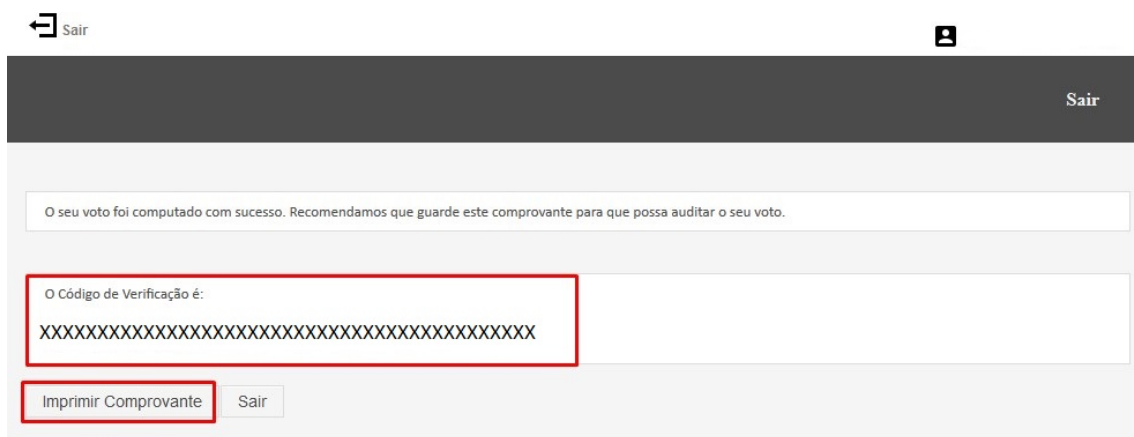 Sair
Sair
O seu voto foi computado com sucesso. Recomendamos que guarde este comprovante para que possa auditar o seu voto.
O Código de Verificação é:
XXXXXXXXXXXXXXXXXXXXXXXXXXXXXXXXXXXXXXXXXXX
Imprimir Comprovante Sair